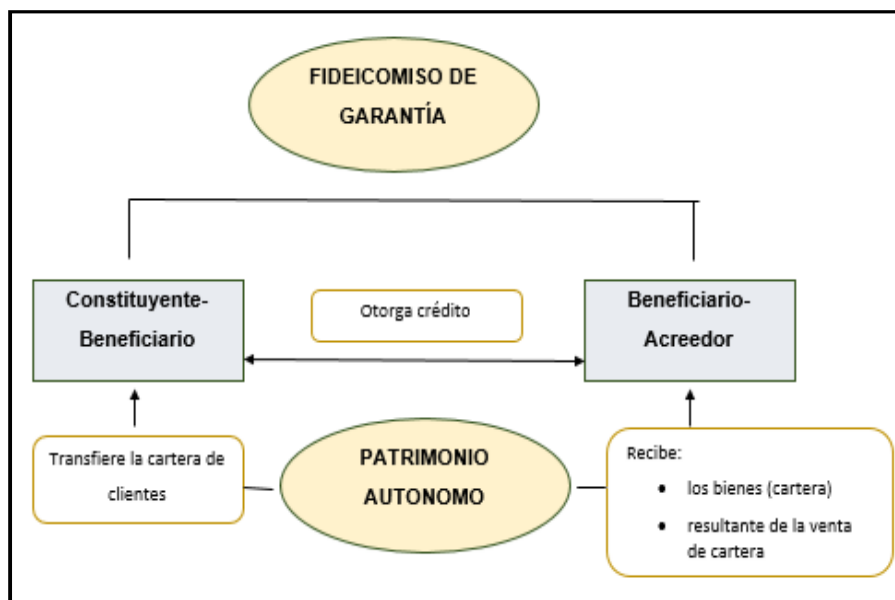 FIDEICOMISO DE
GARANTÍA
Constituyente-
Beneficiario
Otorga crédito
Beneficiario-
Acreedor
Transfiere la cartera de
clientes
PATRIMONIO
AUTONOMO
Recibe:
• los bienes (cartera)
• resultante de la venta
de cartera